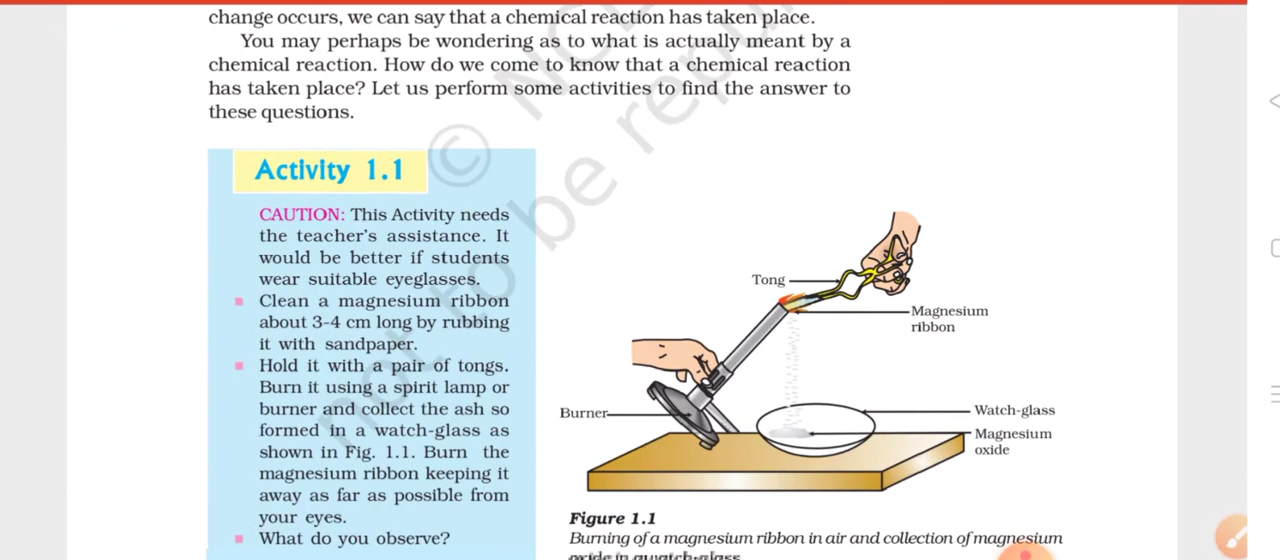 change occurs, we can say that a chemical reaction has taken place.
You may perhaps be wondering as to what is actually meant by a
chemical reaction. How do we come to know that a chemical reaction
has taken place? Let us perform some activities to find the answer to
these questions.
Activity 1.1
CAUTION: This Activity needs
the teacher's assistance. It
would be better if students
wear suitable eyeglasses.
Clean a magnesium ribbon
about 3-4 cm long by rubbing
it with sandpaper.
Hold it with a pair of tongs.
Burn it using a spirit lamp or
burner and collect the ash so
formed in a watch-glass as
shown in Fig. 1.1. Burn the
magnesium ribbon keeping it
away as far as possible from
your eyes.
What do you observe?
Tong
Magnesium
ribbon
Burner
Watch-glass
Magnesium
oxide
Figure 1.1
Burning of a magnesium ribbon in air and collection of magnesium
oxide in a watch-glass
© NC
not to be repu